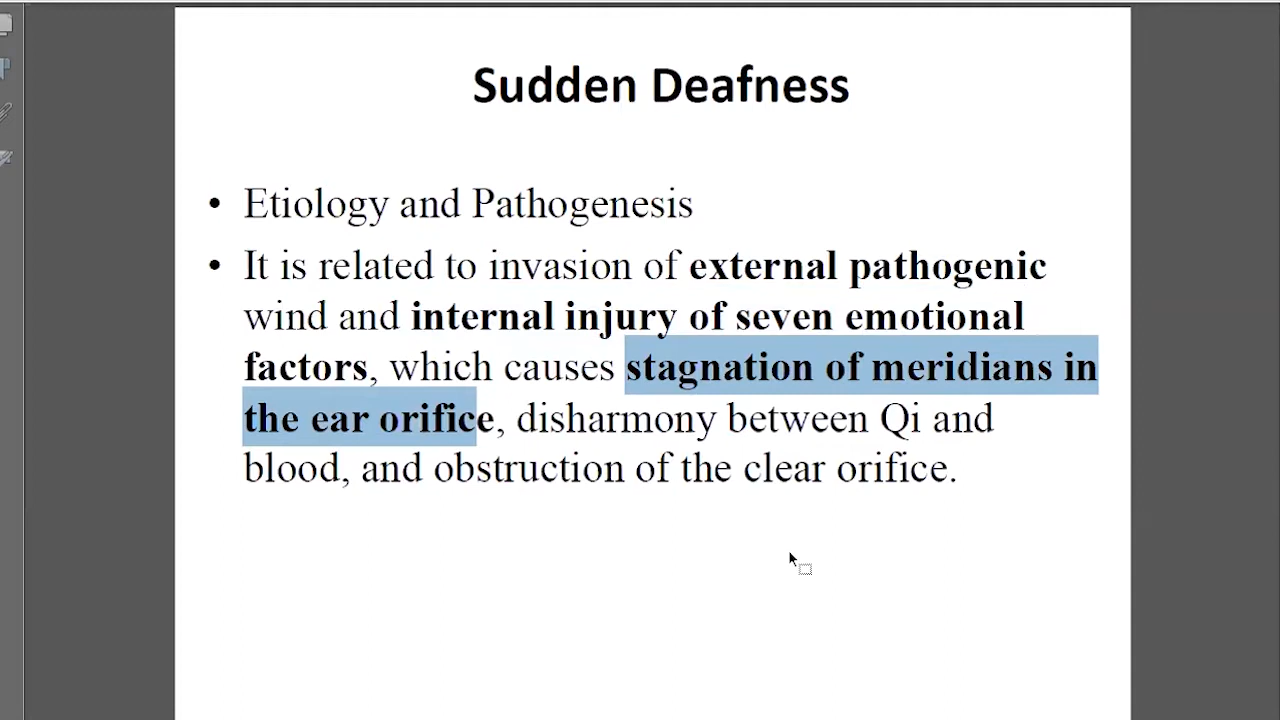 Sudden Deafness
• Etiology and Pathogenesis
• It is related to invasion of external pathogenic
wind and internal injury of seven emotional
factors, which causes stagnation of meridians in
the ear orifice, disharmony between Qi and
blood, and obstruction of the clear orifice.